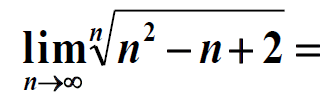 lim n→∞ ⁿ√(n² − n + 2) =